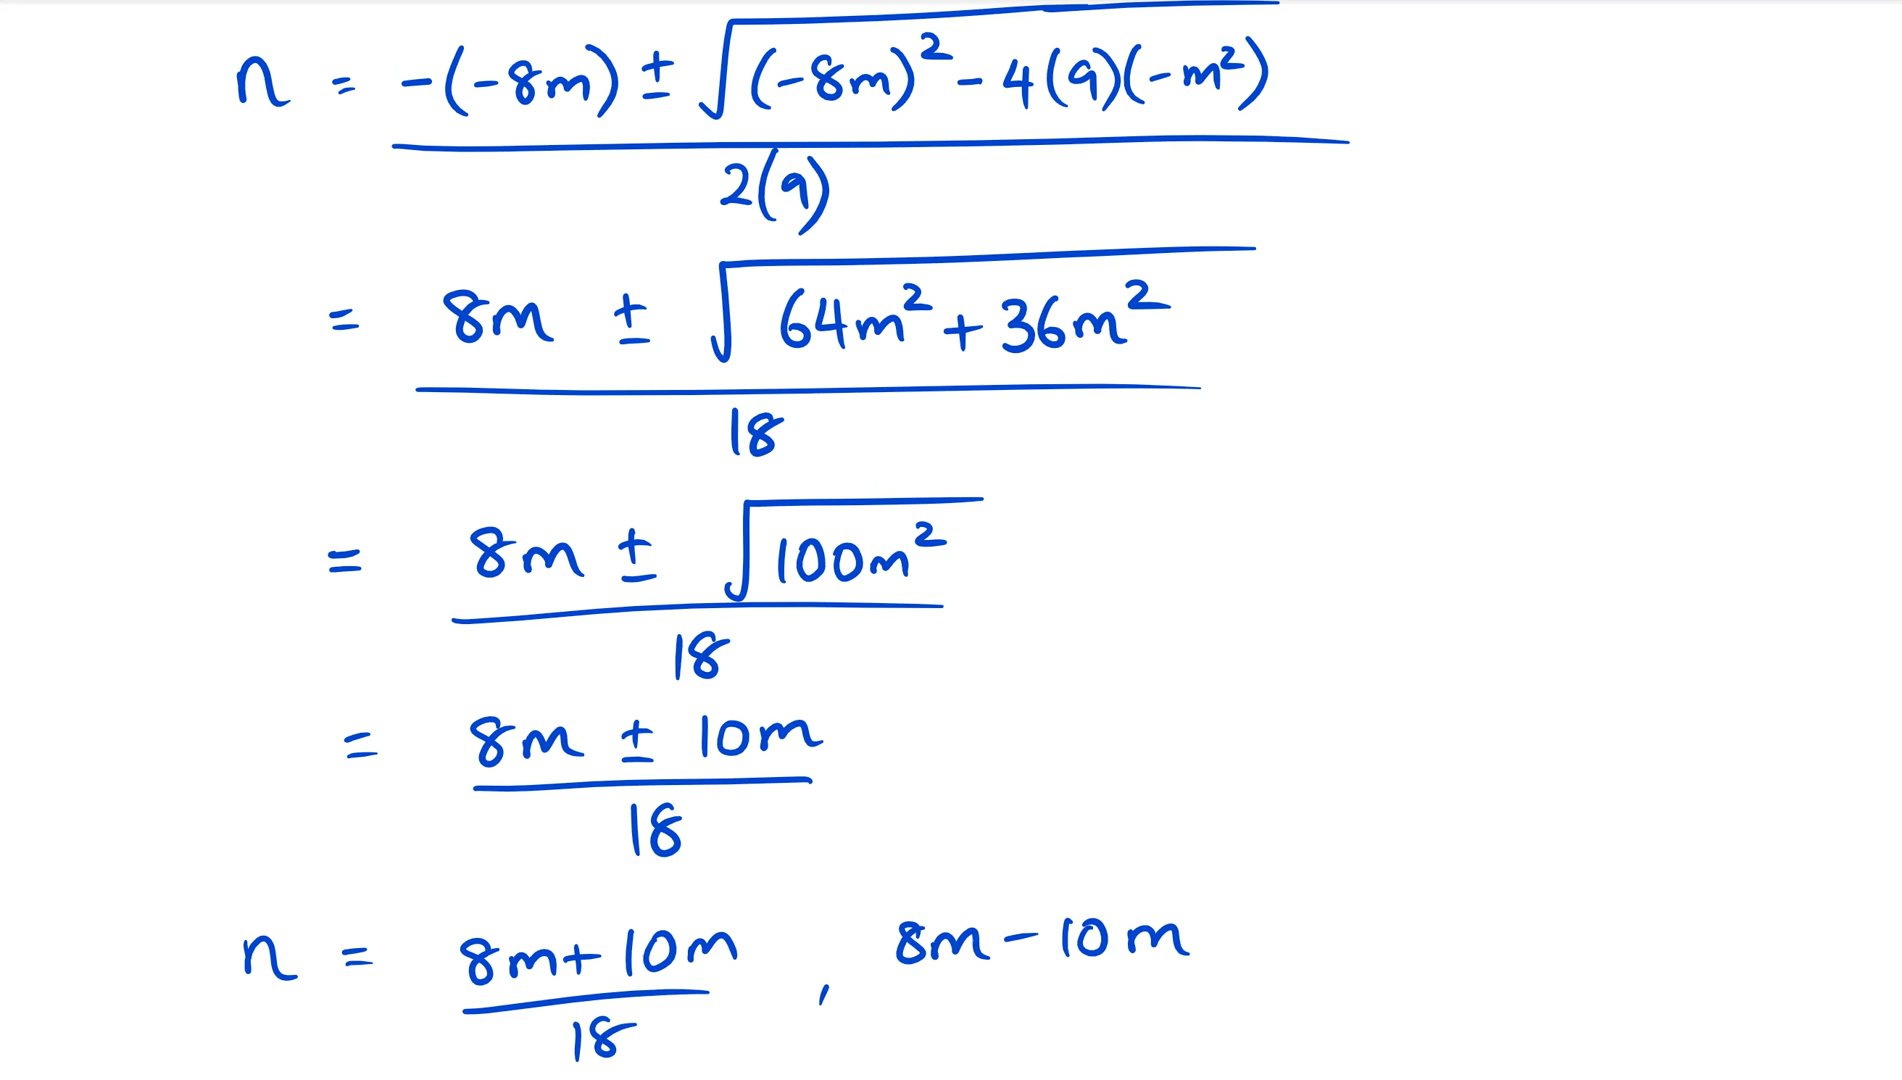 n = -(-8m) ± √((-8m)² - 4(9)(-m²))
2(9)
= 8m ± √(64m² + 36m²)
18
= 8m ± √(100m²)
18
= 8m ± 10m
18
n = 8m + 10m , 8m - 10m
18